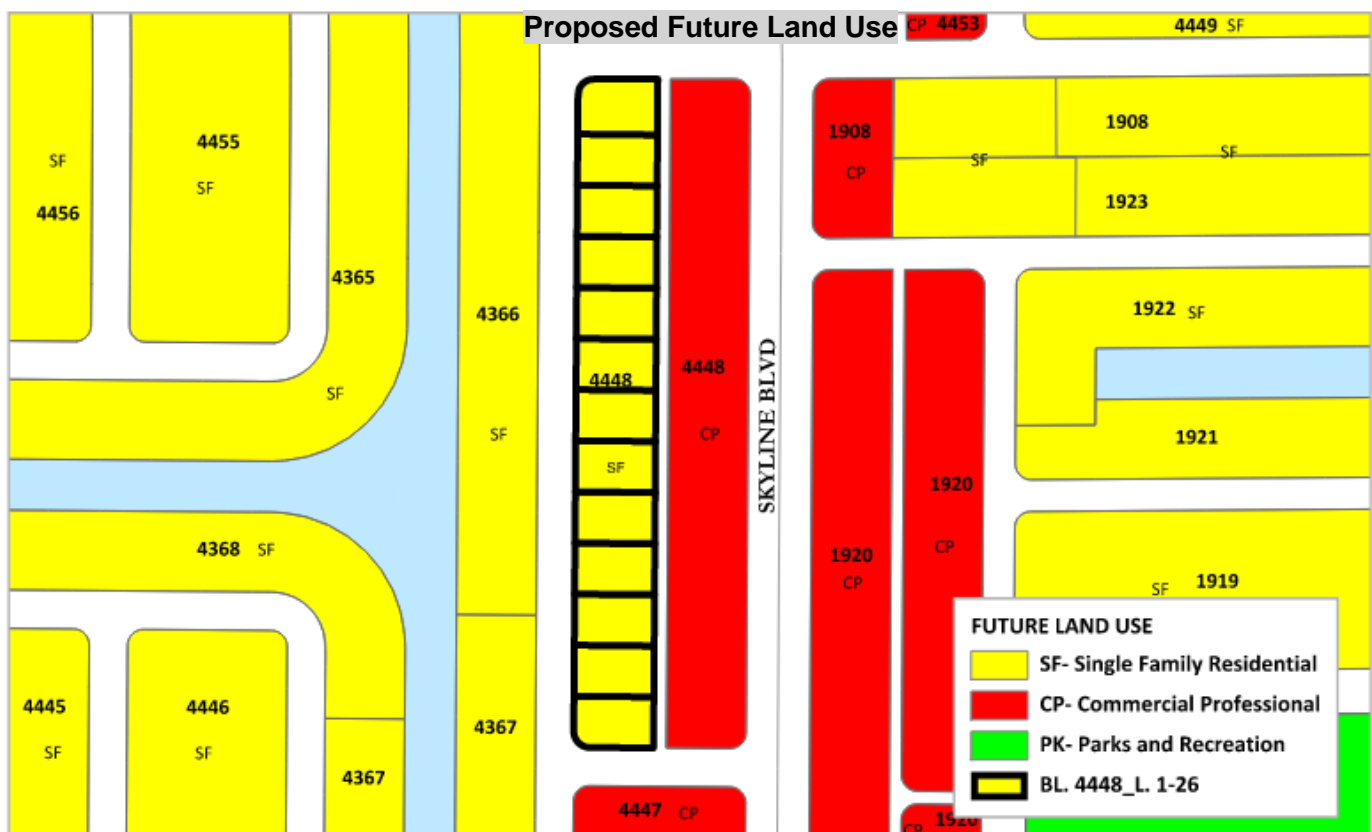 Proposed Future Land Use
CP 4453
4449 SF
4455
SF
SF
4456
1908
CP
1908
SF
SF
1923
4365
SF
4366
SF
4448
SF
4448
CP
SKYLINE BLVD
1922 SF
1921
1920
CP
1920
CP
4368 SF
SF 1919
4445
SF
4446
SF
4367
4367
4447 CP
CP 1926
FUTURE LAND USE
SF- Single Family Residential
CP- Commercial Professional
PK- Parks and Recreation
BL. 4448_L. 1-26